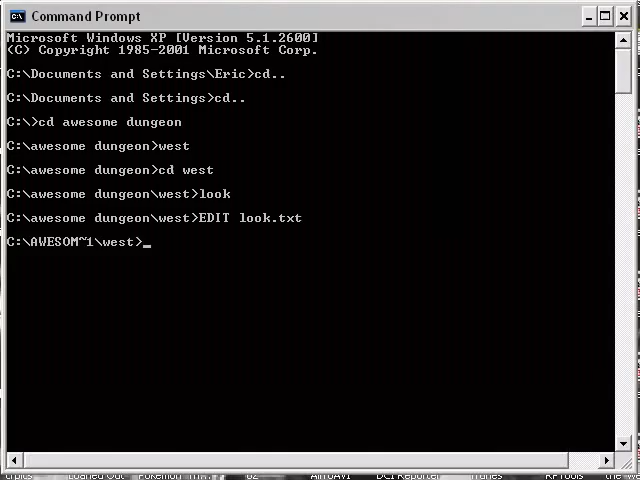 Command Prompt
Microsoft Windows XP [Version 5.1.2600]
(C) Copyright 1985-2001 Microsoft Corp.
C:\Documents and Settings\Eric>cd..
C:\Documents and Settings>cd..
C:\>cd awesome dungeon
C:\awesome dungeon>west
C:\awesome dungeon>cd west
C:\awesome dungeon\west>look
C:\awesome dungeon\west>EDIT look.txt
C:\AWESOM~1\west>_